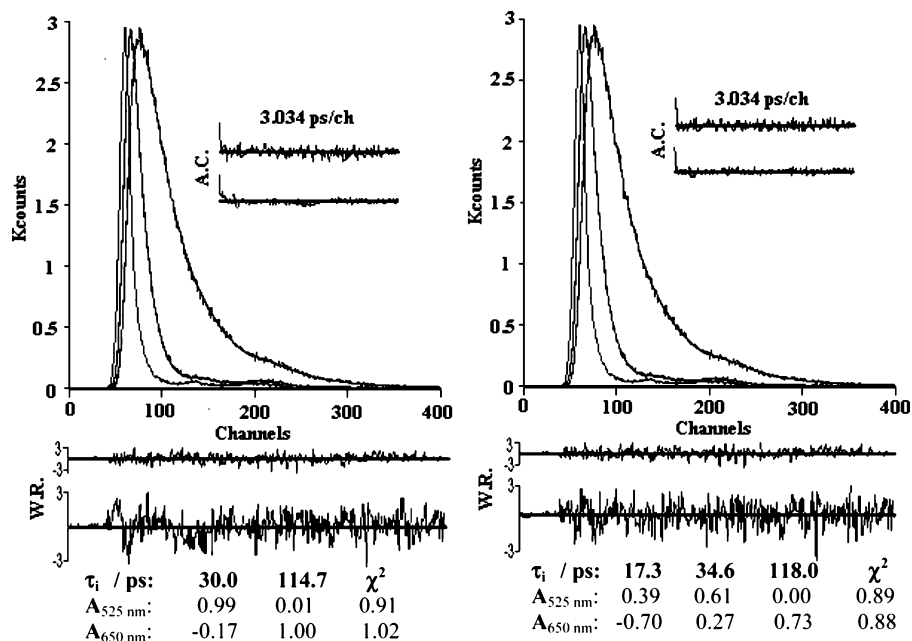 3
2.5
2
1.5
1
0.5
0
Kcounts
3.034 ps/ch
A.C.
0 100 200 300 400
Channels
3
-3
3
-3
W.R.
τi / ps: 30.0 114.7 χ²
A525 nm: 0.99 0.01 0.91
A650 nm: -0.17 1.00 1.02
3
2.5
2
1.5
1
0.5
0
Kcounts
3.034 ps/ch
A.C.
0 100 200 300 400
Channels
3
-3
3
-3
τi / ps: 17.3 34.6 118.0 χ²
A525 nm: 0.39 0.61 0.00 0.89
A650 nm: -0.70 0.27 0.73 0.88